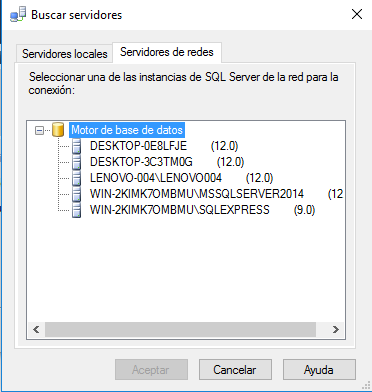 Buscar servidores
Servidores locales
Servidores de redes
Seleccionar una de las instancias de SQL Server de la red para la
conexión:
Motor de base de datos
DESKTOP-0E8LFJE (12.0)
DESKTOP-3C3TM0G (12.0)
LENOVO-004\LENOVO004 (12.0)
WIN-2KIMK7OMBMU\MSSQLSERVER2014 (12
WIN-2KIMK7OMBMU\SQLEXPRESS (9.0)
Aceptar
Cancelar
Ayuda